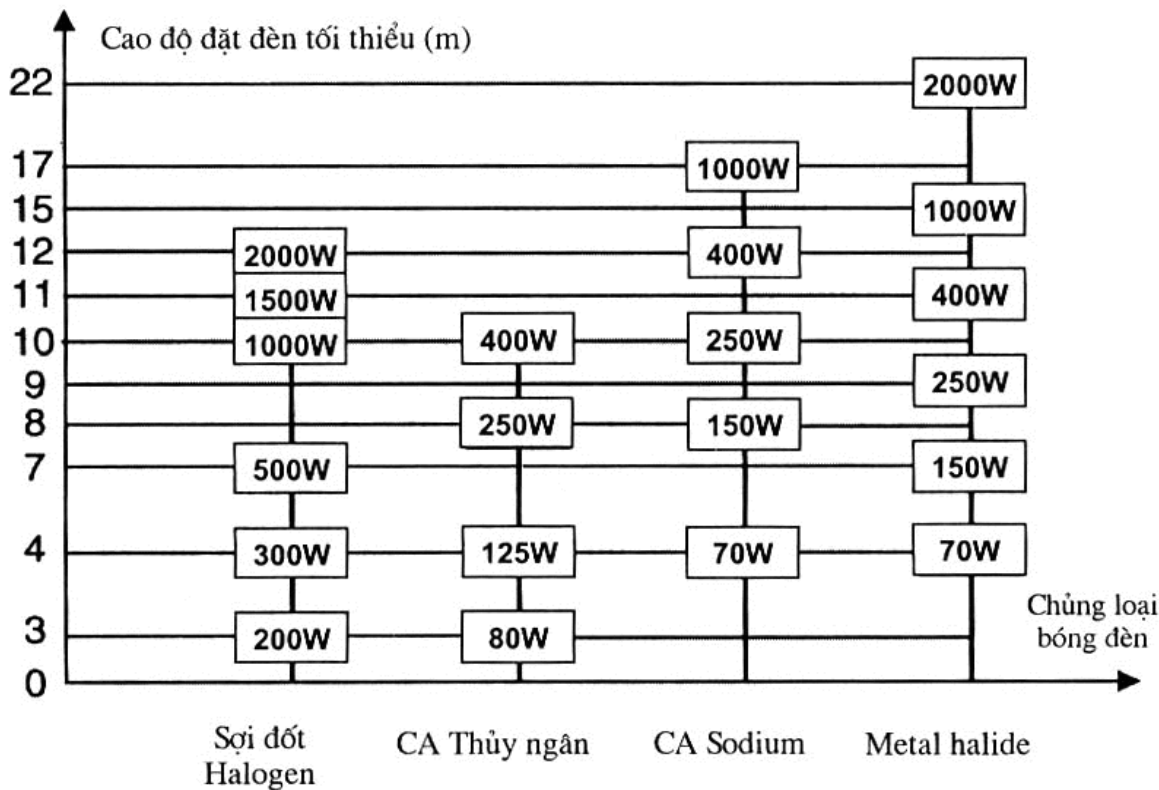 Cao độ đặt đèn tối thiểu (m)
22
2000W
17
1000W
15
1000W
12
2000W
400W
11
1500W
400W
10
1000W
400W
250W
9
250W
8
250W
150W
7
500W
150W
4
300W
125W
70W
70W
3
200W
80W
Chủng loại
bóng đèn
0
Sợi đốt
Halogen
CA Thủy ngân
CA Sodium
Metal halide